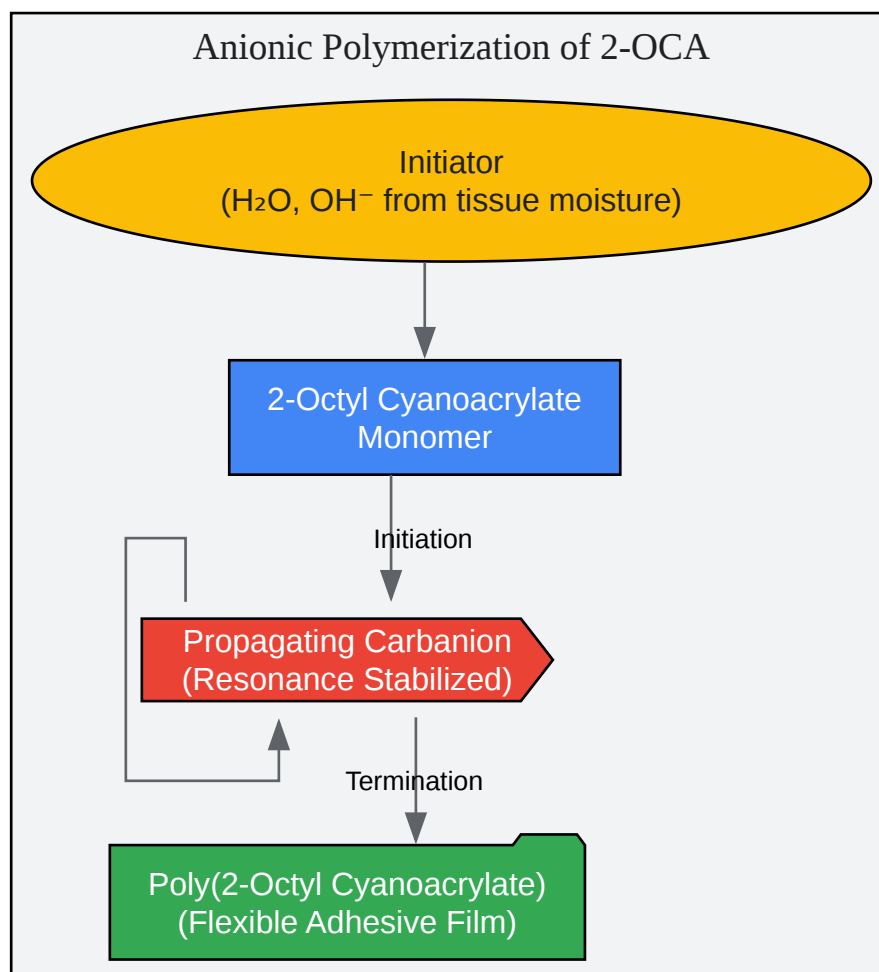 Anionic Polymerization of 2-OCA
Initiator
(H₂O, OH⁻ from tissue moisture)
2-Octyl Cyanoacrylate
Monomer
Initiation
Propagating Carbanion
(Resonance Stabilized)
Termination
Poly(2-Octyl Cyanoacrylate)
(Flexible Adhesive Film)